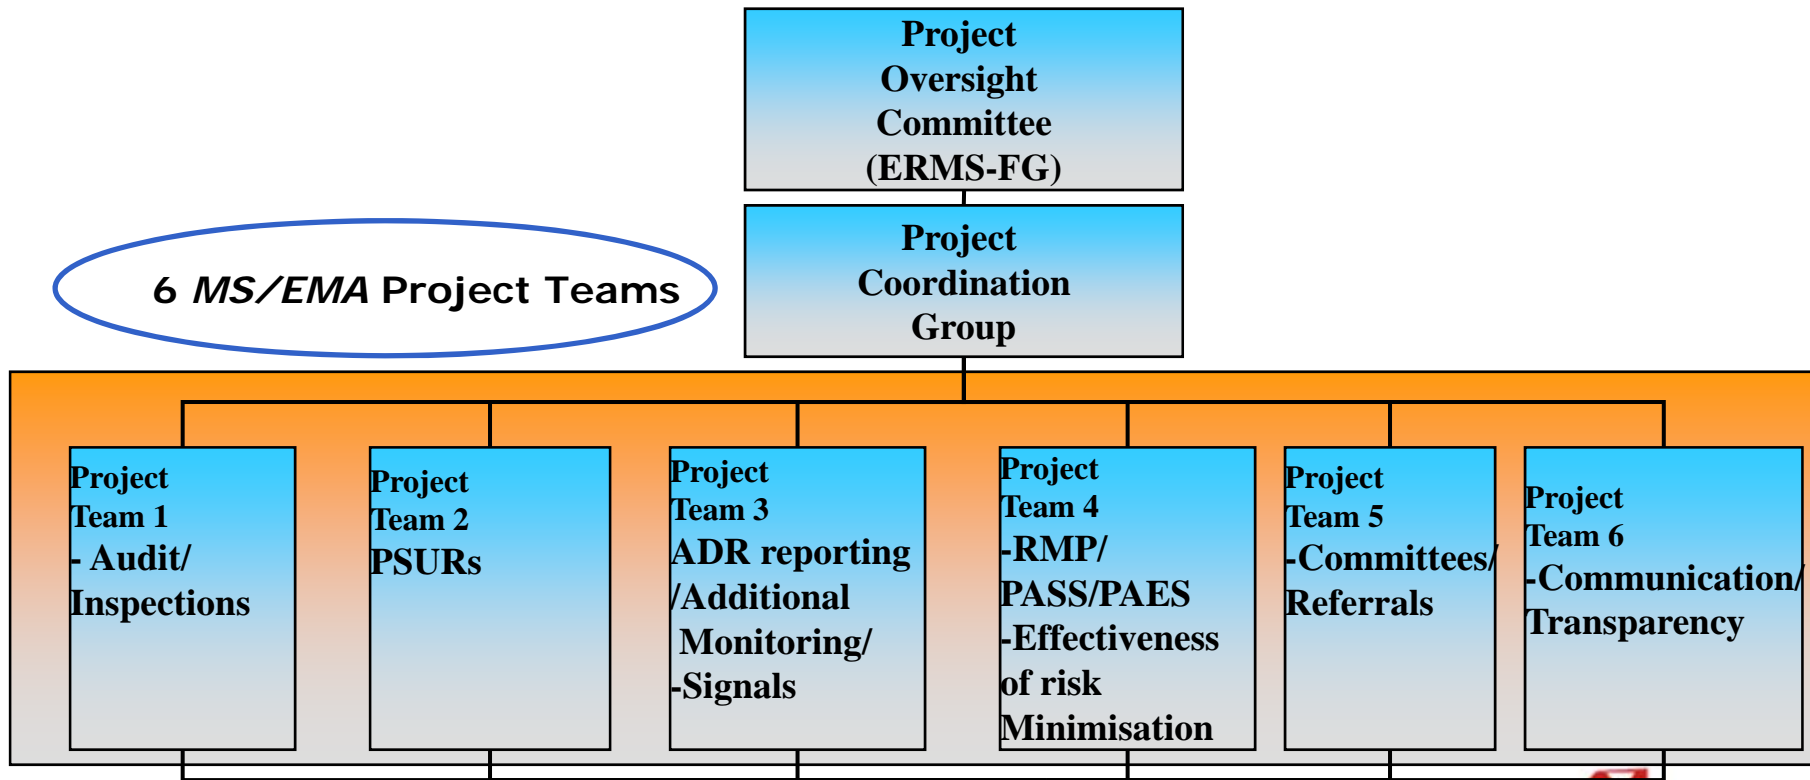 Project
Oversight
Committee
(ERMS-FG)
6 MS/EMA Project Teams
Project
Coordination
Group
Project
Team 1
- Audit/
Inspections
Project
Team 2
PSURs
Project
Team 3
ADR reporting
/Additional
Monitoring/
-Signals
Project
Team 4
-RMP/
PASS/PAES
-Effectiveness
of risk
Minimisation
Project
Team 5
-Committees/
Referrals
Project
Team 6
-Communication/
Transparency